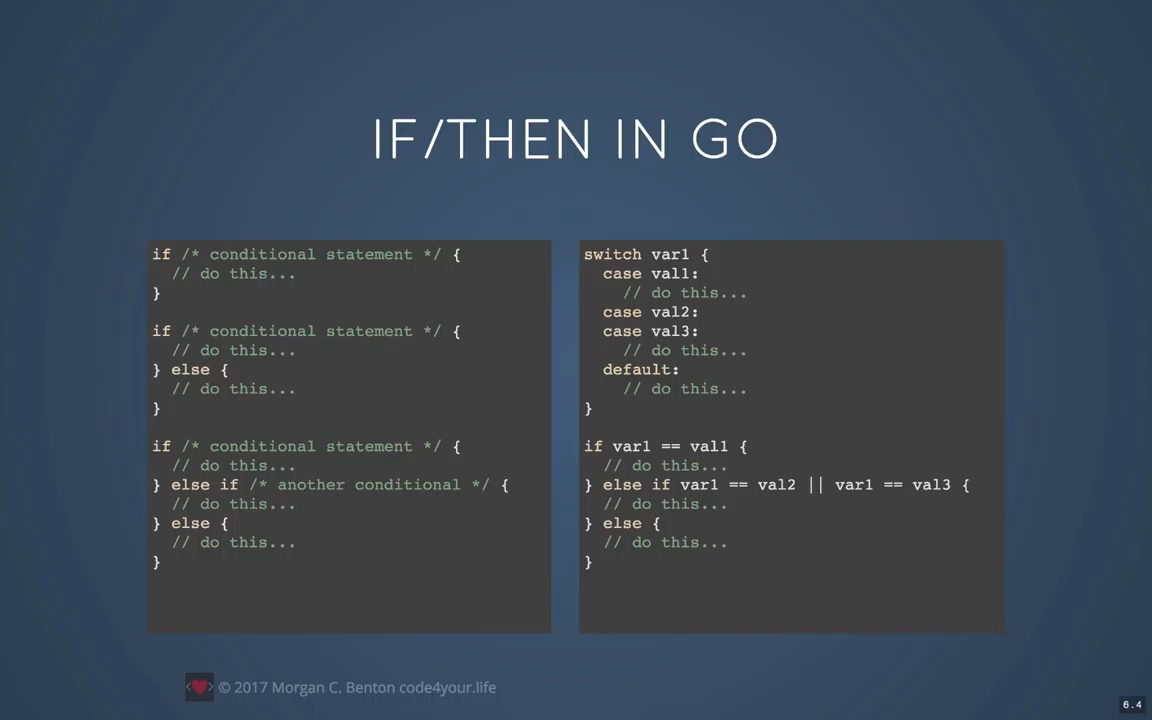 IF/THEN IN GO
if /* conditional statement */ {
  // do this...
}
if /* conditional statement */ {
  // do this...
} else {
  // do this...
}
if /* conditional statement */ {
  // do this...
} else if /* another conditional */ {
  // do this...
} else {
  // do this...
}
switch var1 {
  case val1:
    // do this...
  case val2:
  case val3:
    // do this...
  default:
    // do this...
}
if var1 == val1 {
  // do this...
} else if var1 == val2 || var1 == val3 {
  // do this...
} else {
  // do this...
}
<❤> © 2017 Morgan C. Benton code4your.life
6.4